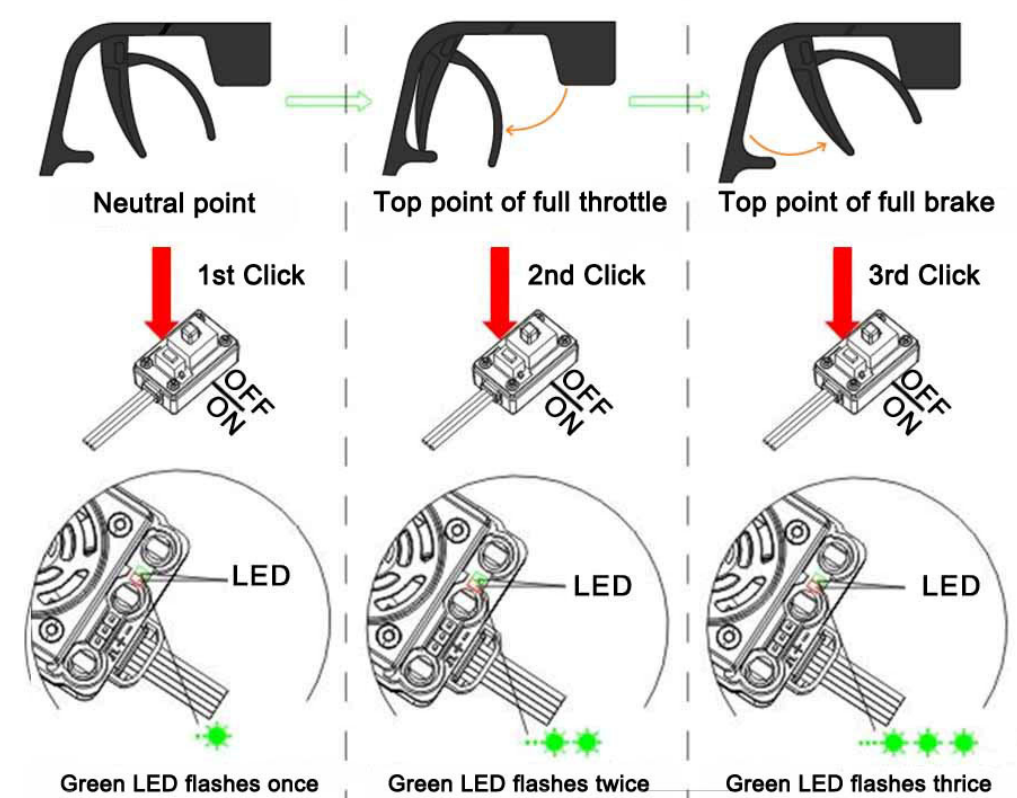 Neutral point
Top point of full throttle
Top point of full brake
1st Click
2nd Click
3rd Click
OFF
ON
OFF
ON
OFF
ON
LED
LED
LED
Green LED flashes once
Green LED flashes twice
Green LED flashes thrice